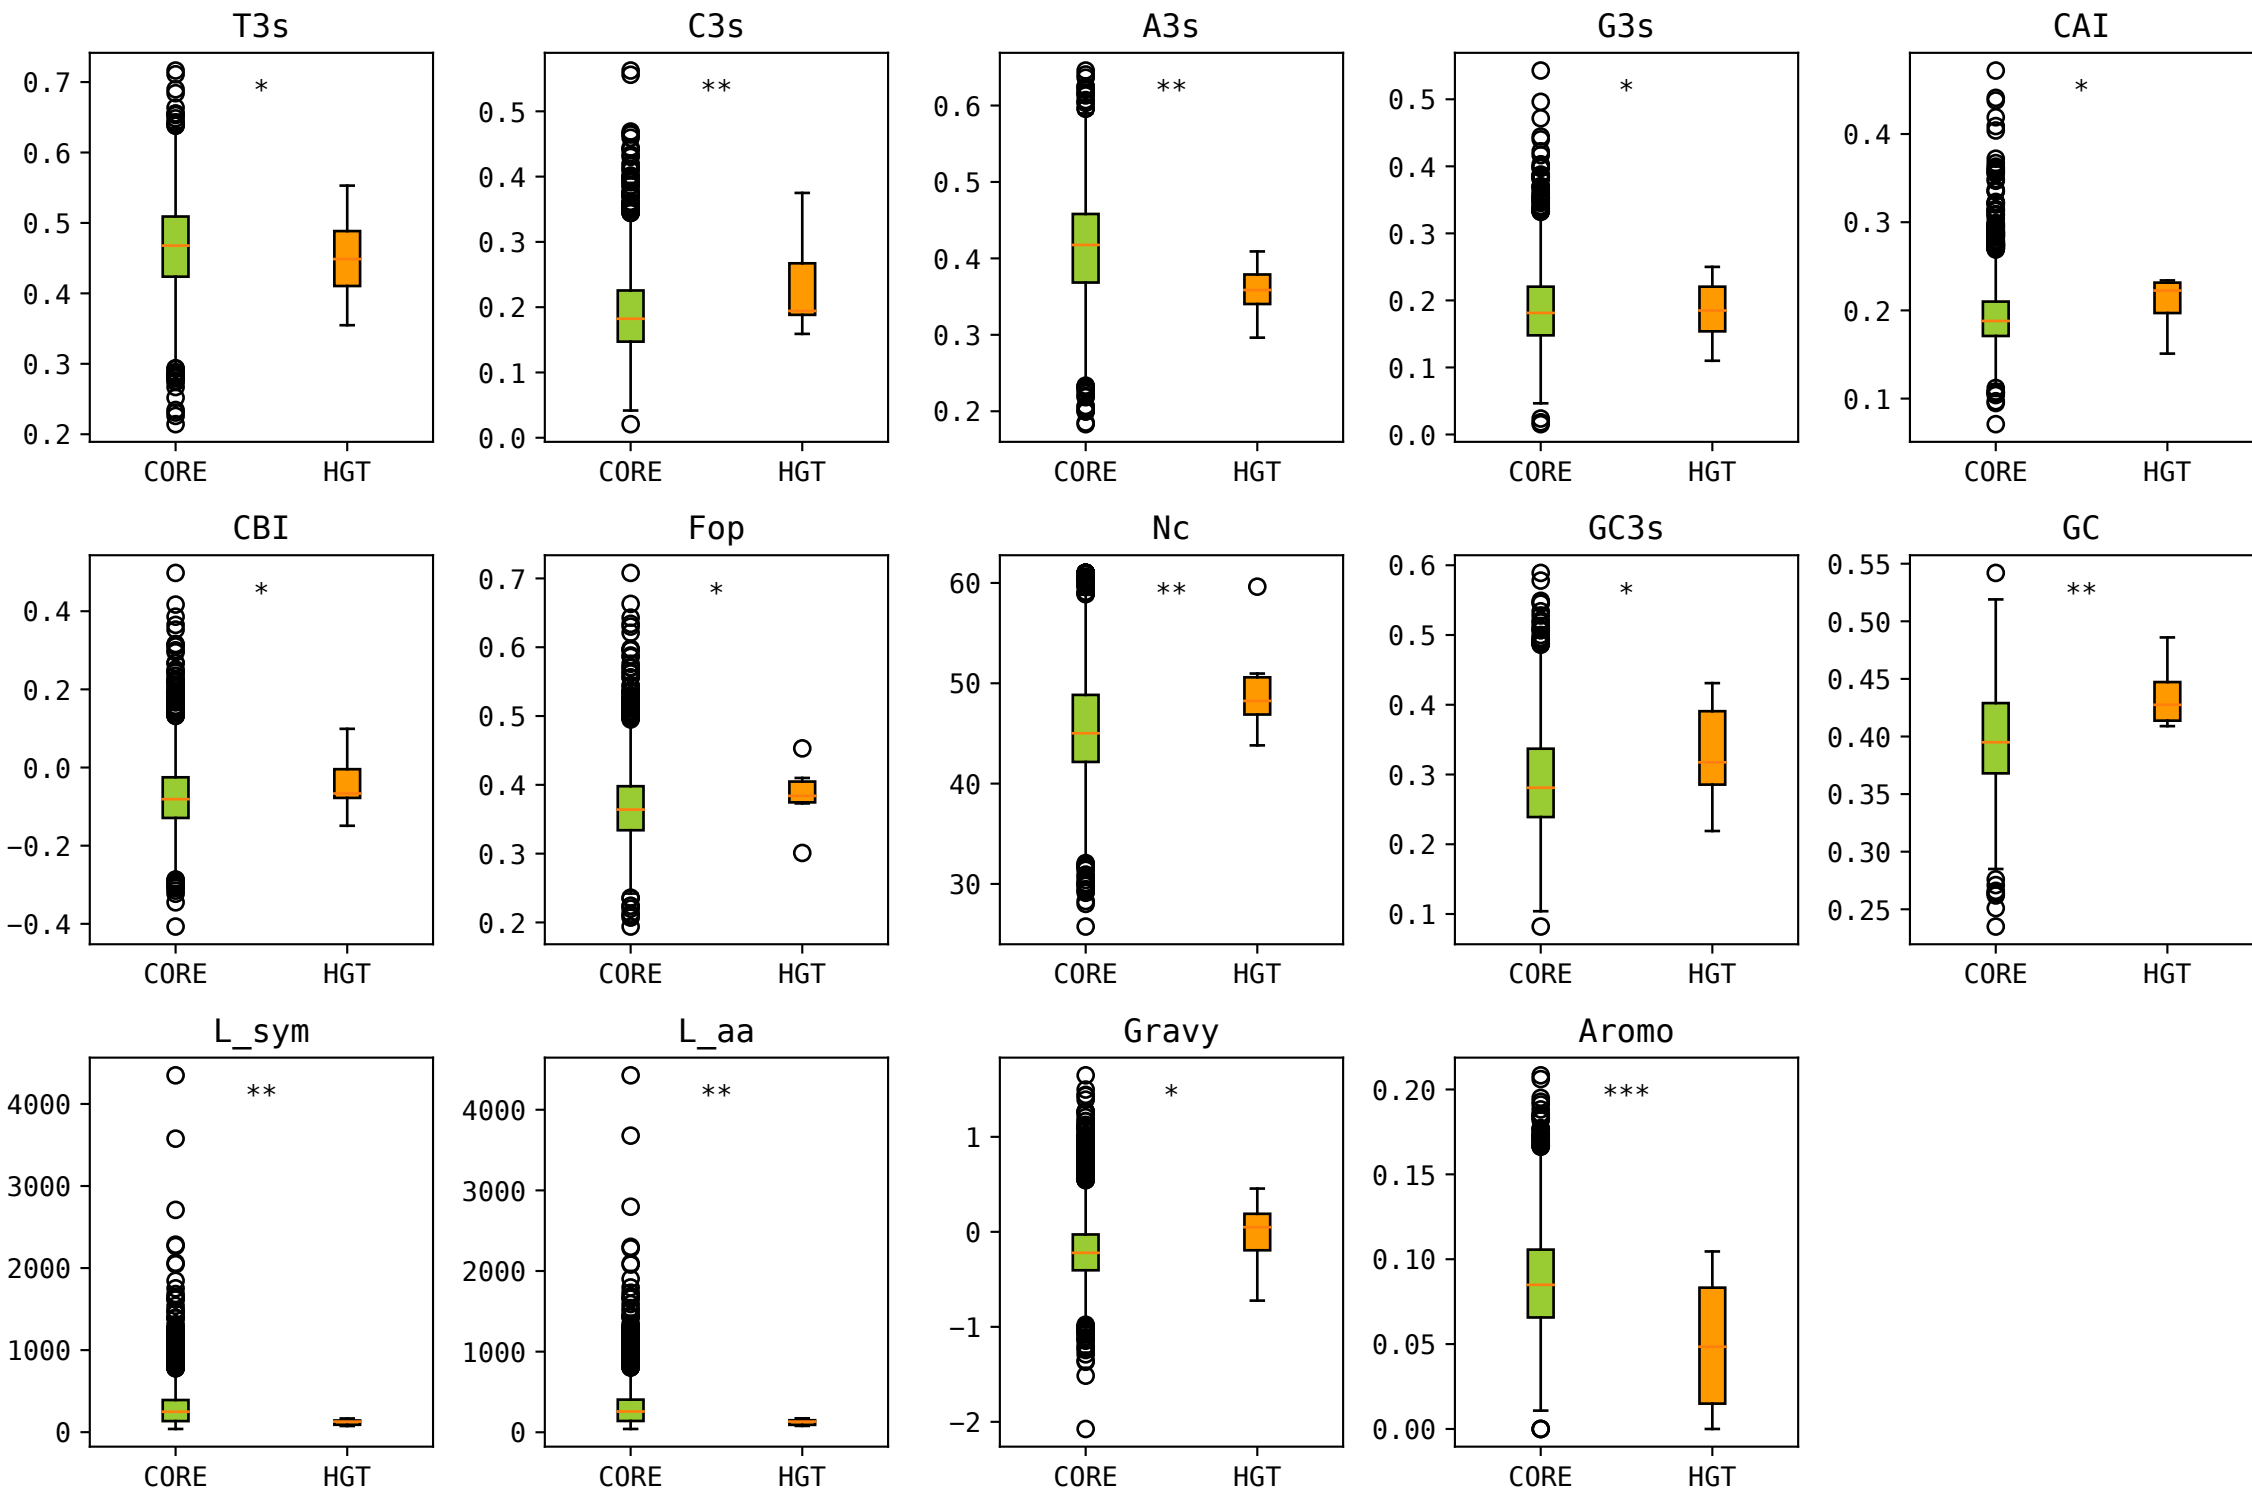 T3s
C3s
A3s
G3s
CAI
0.7
0.6
0.5
0.4
0.3
0.2
*
CORE
HGT
0.5
0.4
0.3
0.2
0.1
0.0
**
CORE
HGT
0.6
0.5
0.4
0.3
0.2
**
CORE
HGT
0.5
0.4
0.3
0.2
0.1
0.0
*
CORE
HGT
0.4
0.3
0.2
0.1
*
CORE
HGT
CBI
Fop
Nc
GC3s
GC
0.4
0.2
0.0
−0.2
−0.4
*
CORE
HGT
0.7
0.6
0.5
0.4
0.3
0.2
*
CORE
HGT
60
50
40
30
**
CORE
HGT
0.6
0.5
0.4
0.3
0.2
0.1
*
CORE
HGT
0.55
0.50
0.45
0.40
0.35
0.30
0.25
**
CORE
HGT
L_sym
L_aa
Gravy
Aromo
4000
3000
2000
1000
0
**
CORE
HGT
4000
3000
2000
1000
0
**
CORE
HGT
1
0
−1
−2
*
CORE
HGT
0.20
0.15
0.10
0.05
0.00
***
CORE
HGT